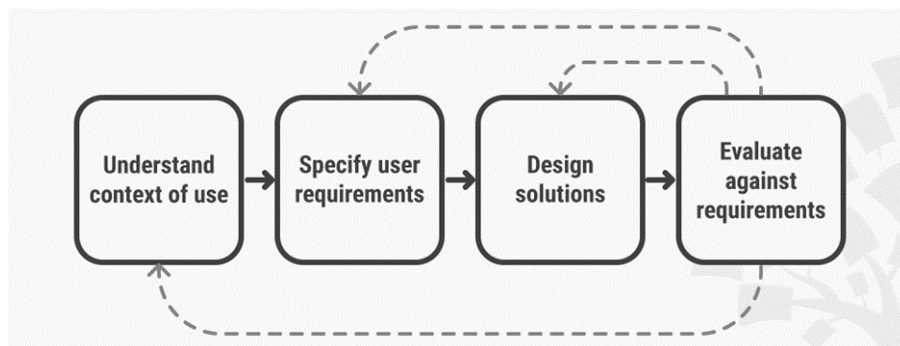 Understand
context of use
Specify user
requirements
Design
solutions
Evaluate
against
requirements